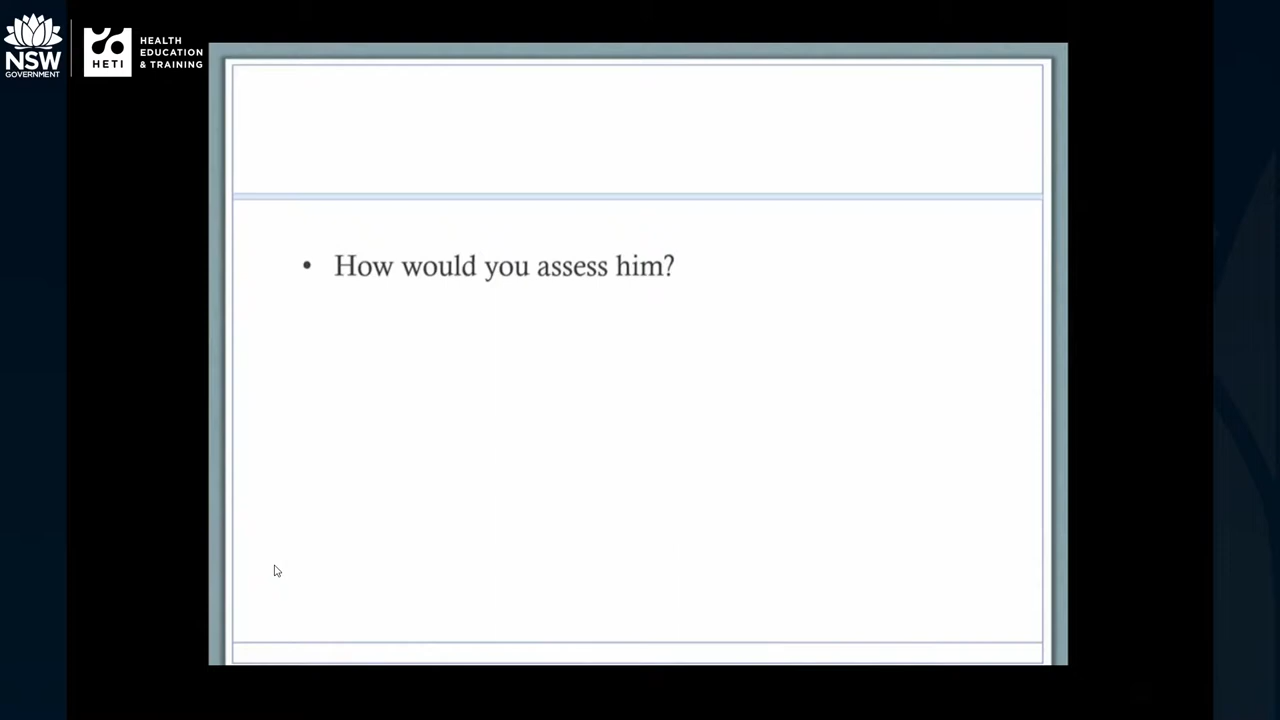 NSW
GOVERNMENT
HETI
HEALTH
EDUCATION
& TRAINING
• How would you assess him?